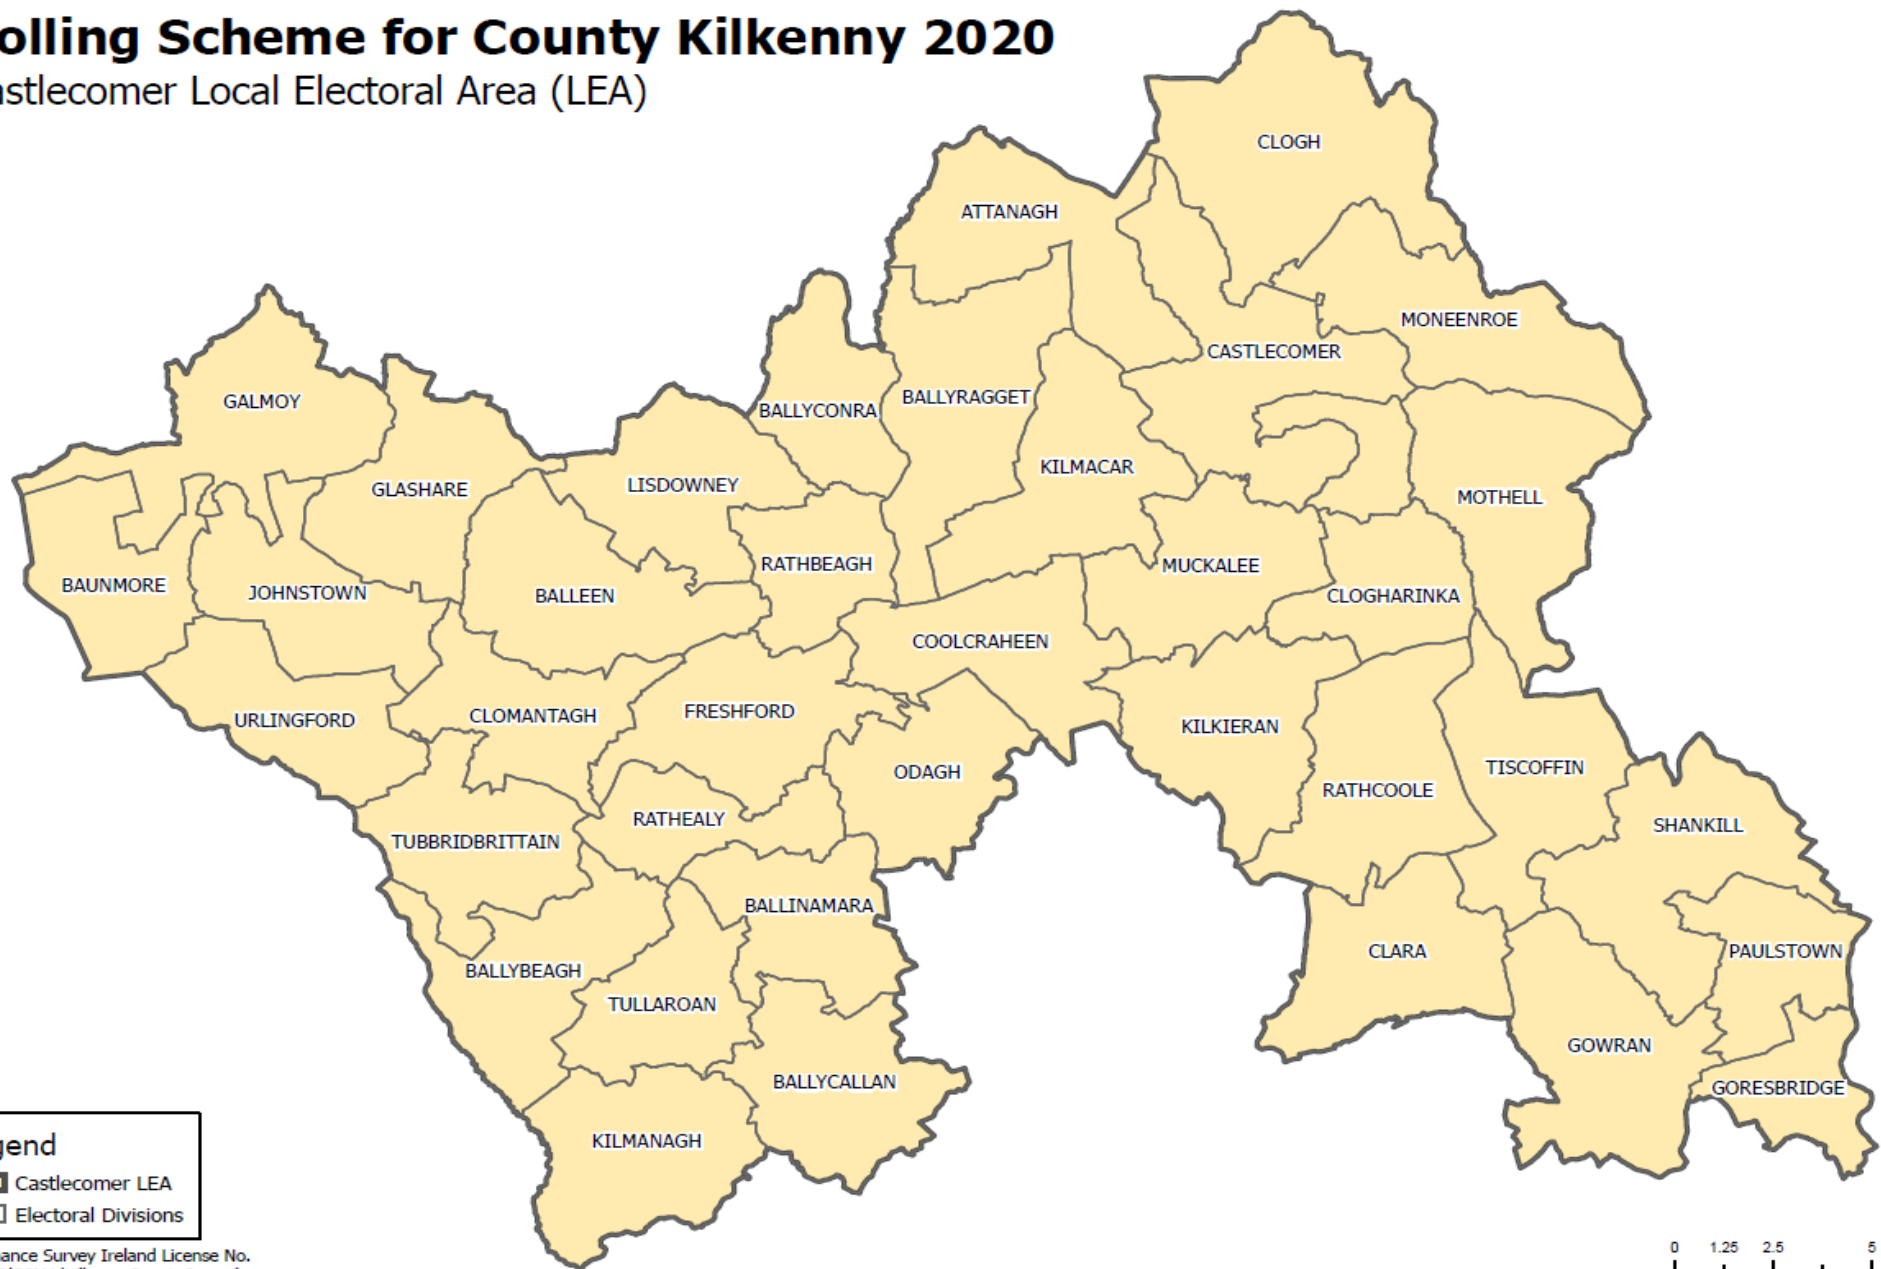 olling Scheme for County Kilkenny 2020
astlecomer Local Electoral Area (LEA)
CLOGH
ATTANAGH
MONEENROE
CASTLECOMER
GALMOY
BALLYCONRA
BALLYRAGGET
KILMACAR
LISDOWNEY
GLASHARE
MOTHELL
RATHBEAGH
MUCKALEE
BAUNMORE
JOHNSTOWN
BALLEEN
CLOGHARINKA
COOLCRAHEEN
URLINGFORD
CLOMANTAGH
FRESHFORD
KILKIERAN
ODAGH
TISCOFFIN
RATHCOOLE
RATHEALY
SHANKILL
TUBBRIDBRITTAIN
BALLINAMARA
CLARA
PAULSTOWN
BALLYBEAGH
TULLAROAN
GOWRAN
BALLYCALLAN
GORESBRIDGE
KILMANAGH
gend
Castlecomer LEA
Electoral Divisions
nance Survey Ireland License No.
0 1.25 2.5 5